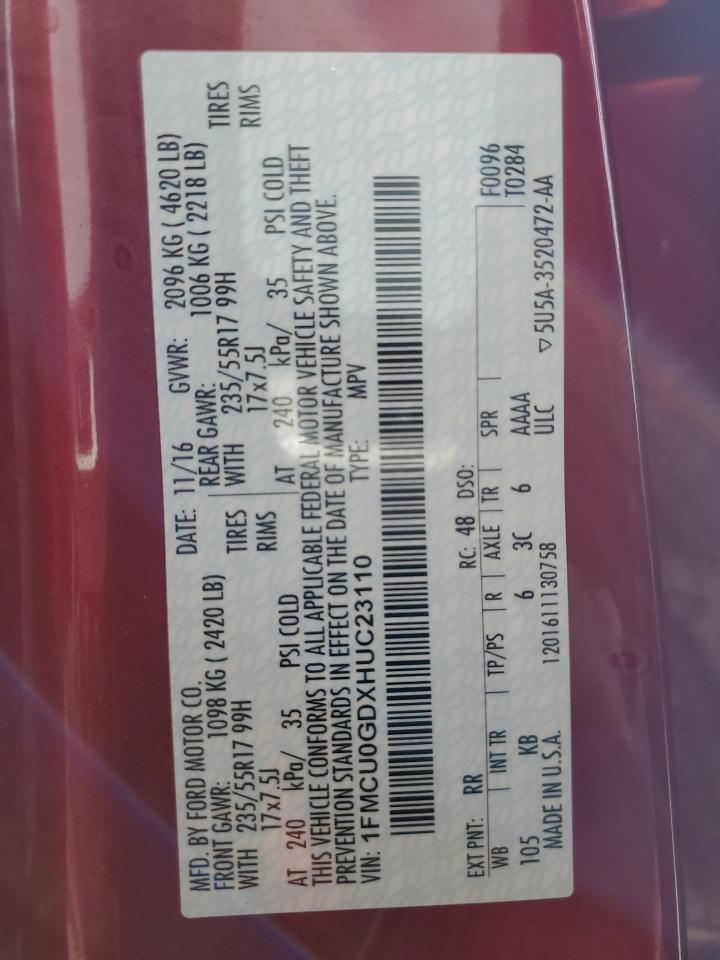 MFD. BY FORD MOTOR CO.
DATE: 11/16 GVWR: 2096 KG ( 4620 LB)
FRONT GAWR: 1098 KG ( 2420 LB) REAR GAWR: 1006 KG ( 2218 LB)
WITH 235/55R17 99H TIRES WITH 235/55R17 99H TIRES
17x7.5J RIMS 17x7.5J RIMS
AT 240 kPa/ 35 PSI COLD AT 240 kPa/ 35 PSI COLD
THIS VEHICLE CONFORMS TO ALL APPLICABLE FEDERAL MOTOR VEHICLE SAFETY AND THEFT
PREVENTION STANDARDS IN EFFECT ON THE DATE OF MANUFACTURE SHOWN ABOVE.
VIN: 1FMCU0GDXHUC23110 TYPE: MPV
EXT PNT: RR RC: 48 DSO: F0096
WB INT TR TP/PS R AXLE TR SPR T0284
105 KB 6 3C 6 AAAA
MADE IN U.S.A. 1201611130758 ULC ▽5U5A-3520472-AA